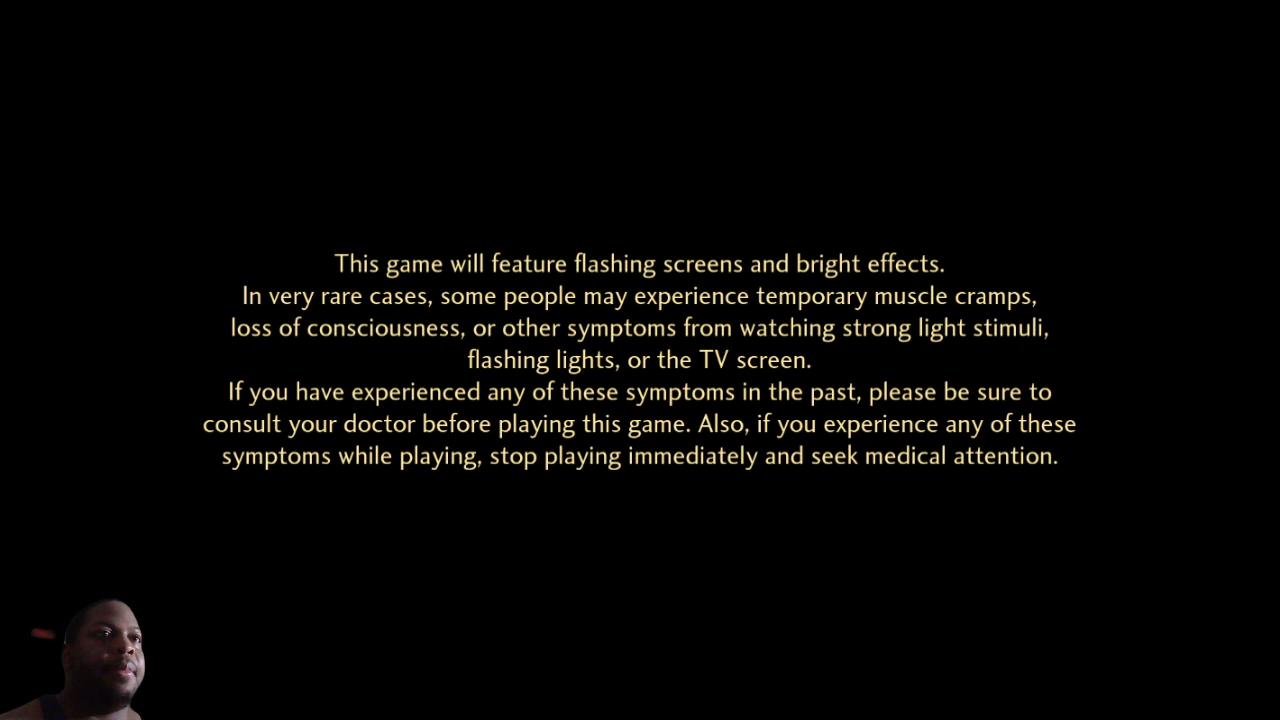 This game will feature flashing screens and bright effects.
In very rare cases, some people may experience temporary muscle cramps,
loss of consciousness, or other symptoms from watching strong light stimuli,
flashing lights, or the TV screen.
If you have experienced any of these symptoms in the past, please be sure to
consult your doctor before playing this game. Also, if you experience any of these
symptoms while playing, stop playing immediately and seek medical attention.